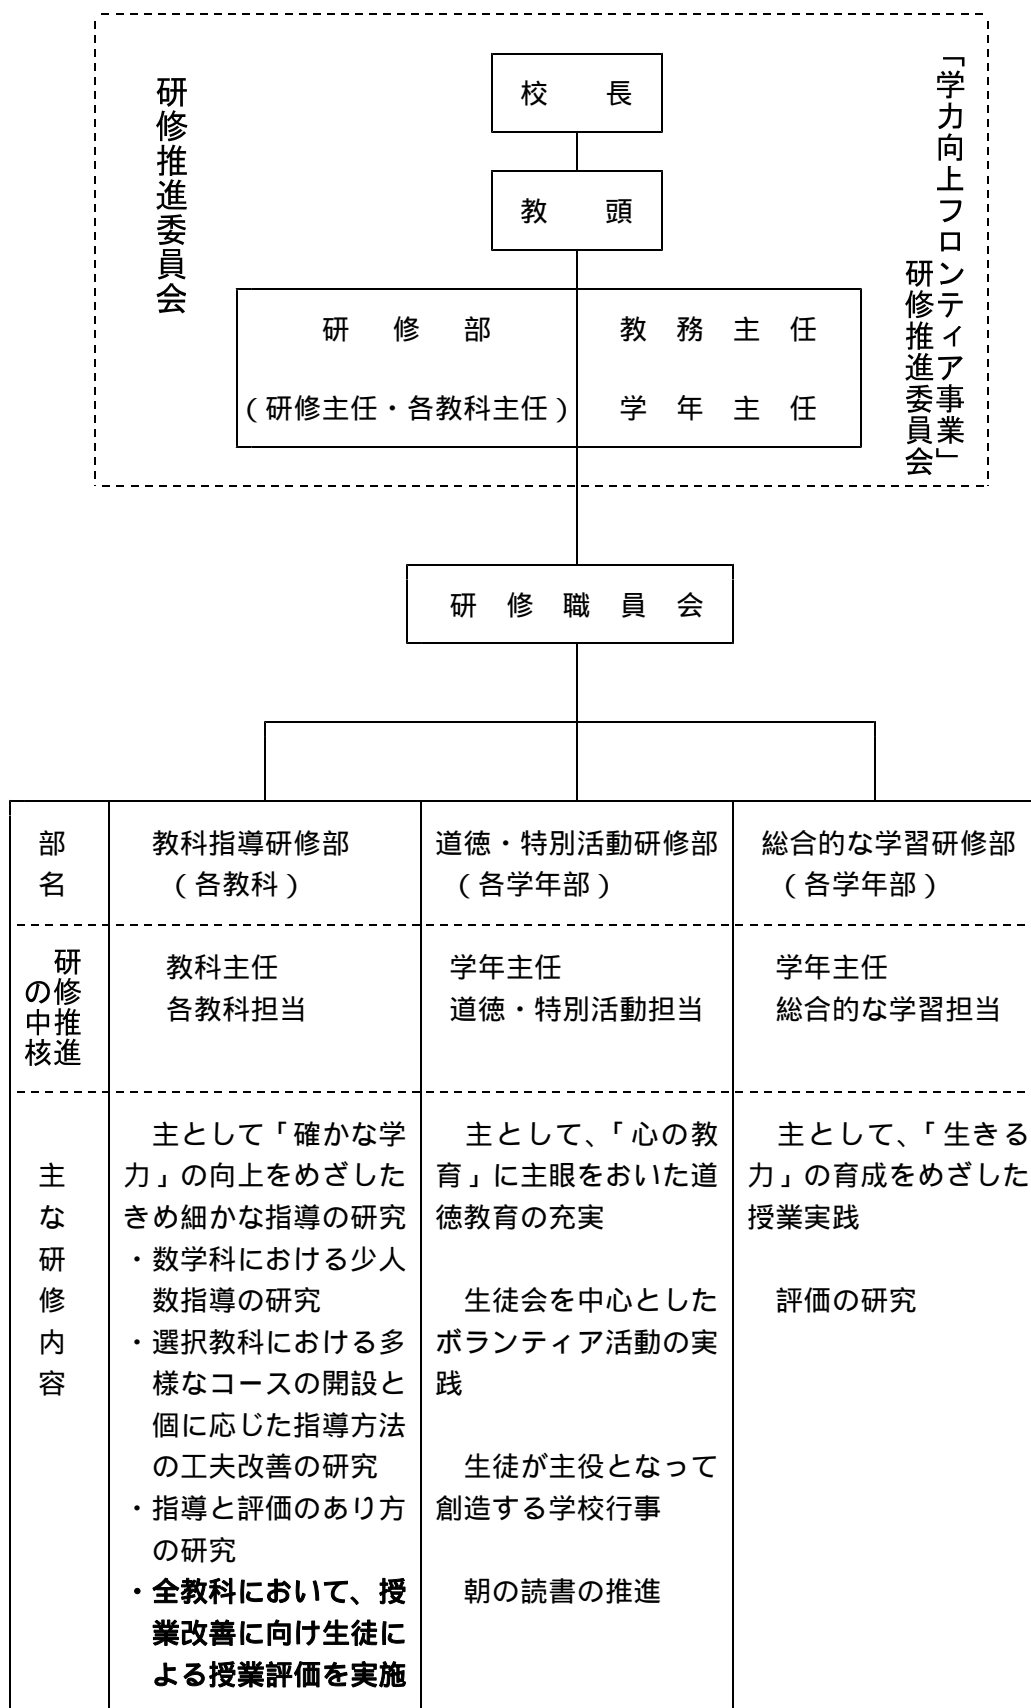 研修推進委員会
「学力向上フロンティア事業」
研修推進委員会
校　　長
教　　頭
研　修　部
（研修主任・各教科主任）
教　務　主　任
学　年　主　任
研　修　職　員　会
部名
教科指導研修部
（各教科）
道徳・特別活動研修部
（各学年部）
総合的な学習研修部
（各学年部）
研修推進
の中核
教科主任
各教科担当
学年主任
道徳・特別活動担当
学年主任
総合的な学習担当
主な研修内容
主として「確かな学
力」の向上をめざした
きめ細かな指導の研究
・数学科における少人
数指導の研究
・選択教科における多
様なコースの開設と
個に応じた指導方法
の工夫改善の研究
・指導と評価のあり方
の研究
・全教科において、授
業改善に向け生徒に
よる授業評価を実施
主として、「心の教
育」に主眼をおいた道
徳教育の充実
生徒会を中心とした
ボランティア活動の実
践
生徒が主役となって
創造する学校行事
朝の読書の推進
主として、「生きる
力」の育成をめざした
授業実践
評価の研究